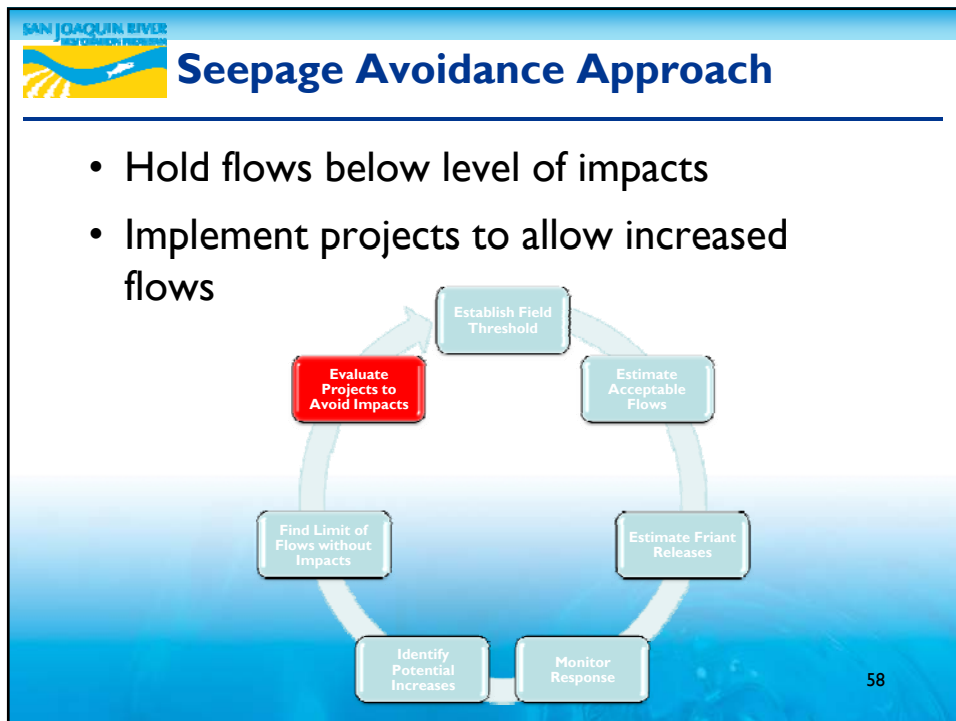 SAN JOAQUIN RIVER
RESTORATION PROGRAM
Seepage Avoidance Approach
• Hold flows below level of impacts
• Implement projects to allow increased
flows
Establish Field
Threshold
Estimate
Acceptable
Flows
Estimate Friant
Releases
Monitor
Response
Identify
Potential
Increases
Find Limit of
Flows without
Impacts
Evaluate
Projects to
Avoid Impacts
58